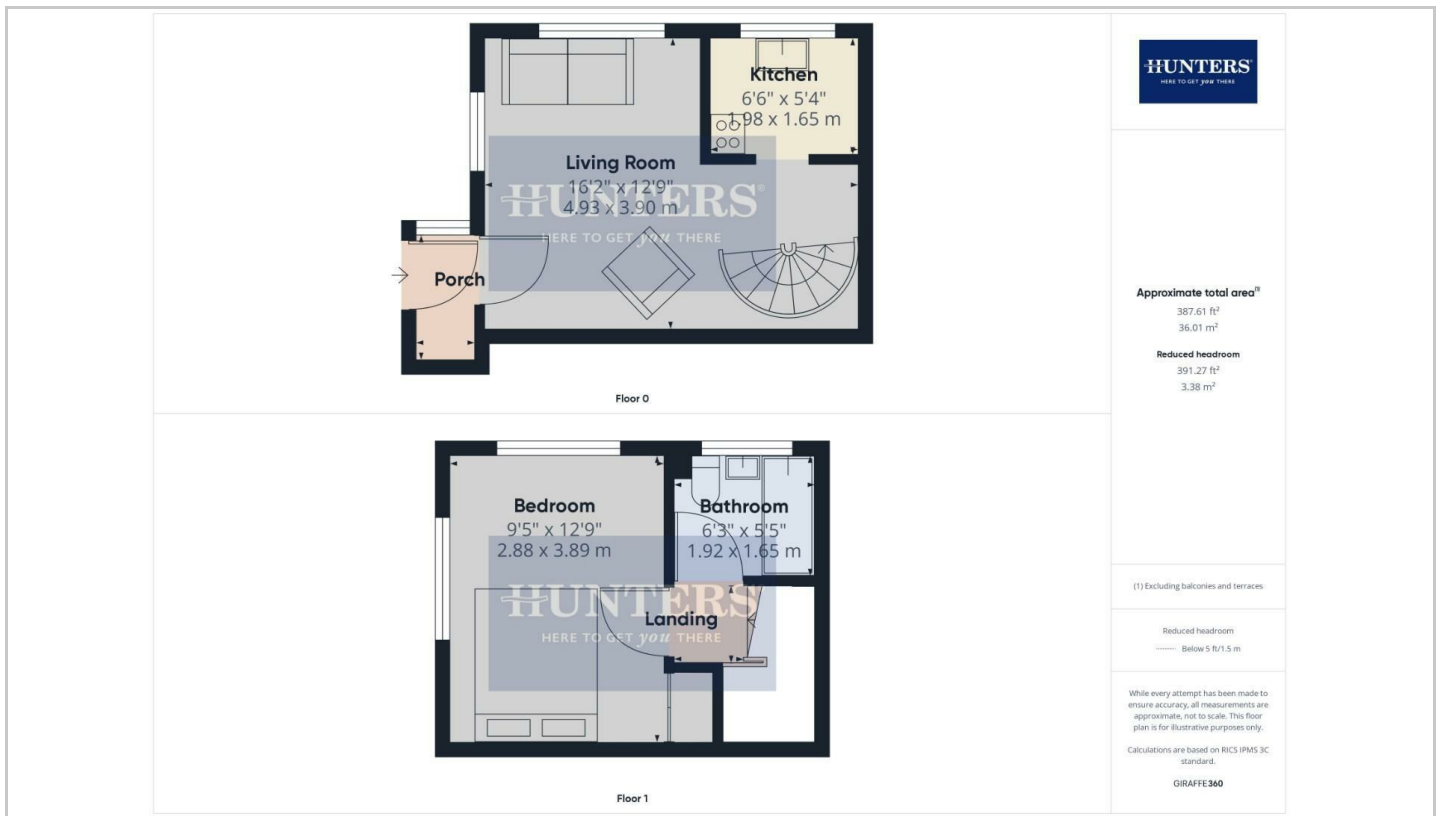 Kitchen
6'6" x 5'4"
1.98 x 1.65 m
Living Room
16'2" x 12'9"
4.93 x 3.90 m
HUNTERS®
HERE TO GET you THERE
Porch
Floor 0
Bedroom
9'5" x 12'9"
2.88 x 3.89 m
Bathroom
6'3" x 5'5"
1.92 x 1.65 m
HUNTERS
HERE TO GET you THERE
Landing
Floor 1
HUNTERS®
HERE TO GET you THERE
Approximate total area(1)
387.61 ft²
36.01 m²
Reduced headroom
391.27 ft²
3.38 m²
(1) Excluding balconies and terraces
Reduced headroom
Below 5 ft/1.5 m
While every attempt has been made to
ensure accuracy, all measurements are
approximate, not to scale. This floor
plan is for illustrative purposes only.
Calculations are based on RICS IPMS 3C
standard.
GIRAFFE360